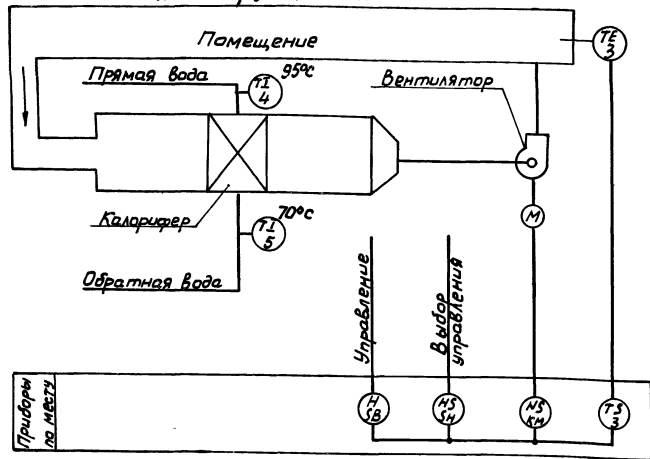 Помещение
TE
3
Прямая вода
95°С
TI
4
Вентилятор
Калорифер
TI
5
70°С
M
Обратная вода
Управление
Выбор
управления
Приборы
по месту
H
SB
HS
SH
NS
KM
TS
3